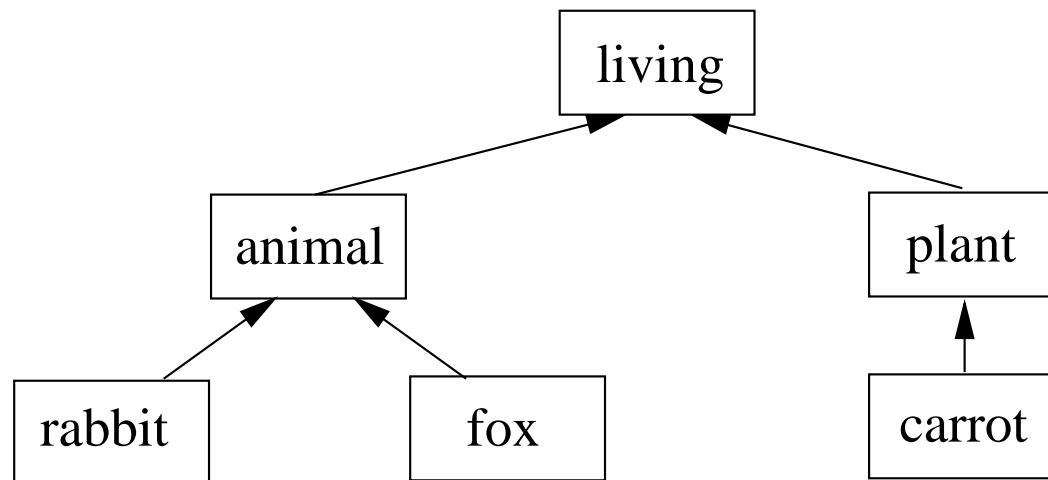 living
animal
plant
rabbit
fox
carrot